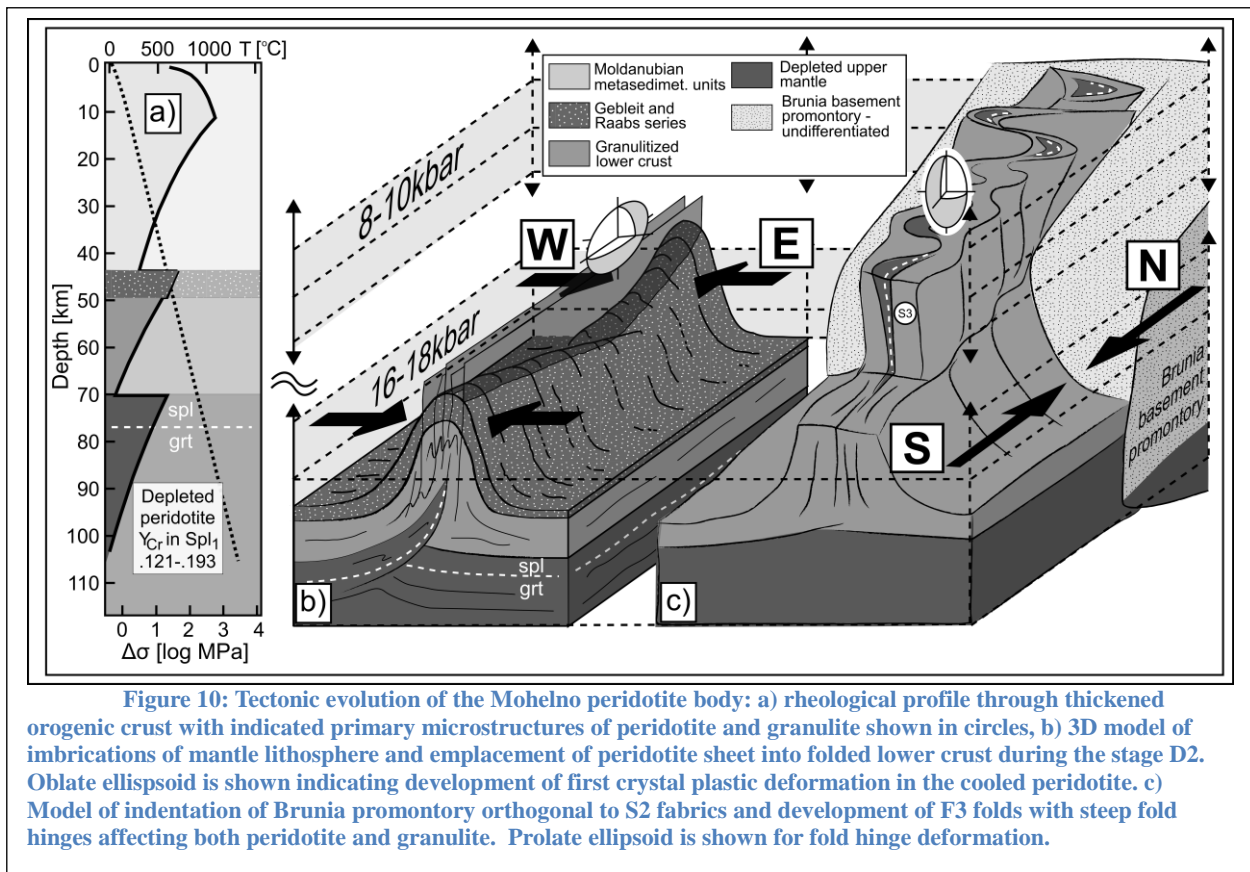 0 500 1000 T [°C]
0
10
20
30
40
50
60
70
80
90
100
110
Depth [km]
a)
spl
grt
Depleted
peridotite
YCr in Spl1
.121-.193
0 1 2 3 4
Δσ [log MPa]
8-10kbar
16-18kbar
Moldanubian
metasedimet. units
Gebleit and
Raabs series
Granulitized
lower crust
Depleted upper
mantle
Brunia basement
promontory -
undifferentiated
W
E
spl
grt
b)
S3
N
S
Brunia
basement
promontory
c)
Figure 10: Tectonic evolution of the Mohelno peridotite body: a) rheological profile through thickened
orogenic crust with indicated primary microstructures of peridotite and granulite shown in circles, b) 3D model of
imbrications of mantle lithosphere and emplacement of peridotite sheet into folded lower crust during the stage D2.
Oblate ellispsoid is shown indicating development of first crystal plastic deformation in the cooled peridotite. c)
Model of indentation of Brunia promontory orthogonal to S2 fabrics and development of F3 folds with steep fold
hinges affecting both peridotite and granulite. Prolate ellipsoid is shown for fold hinge deformation.